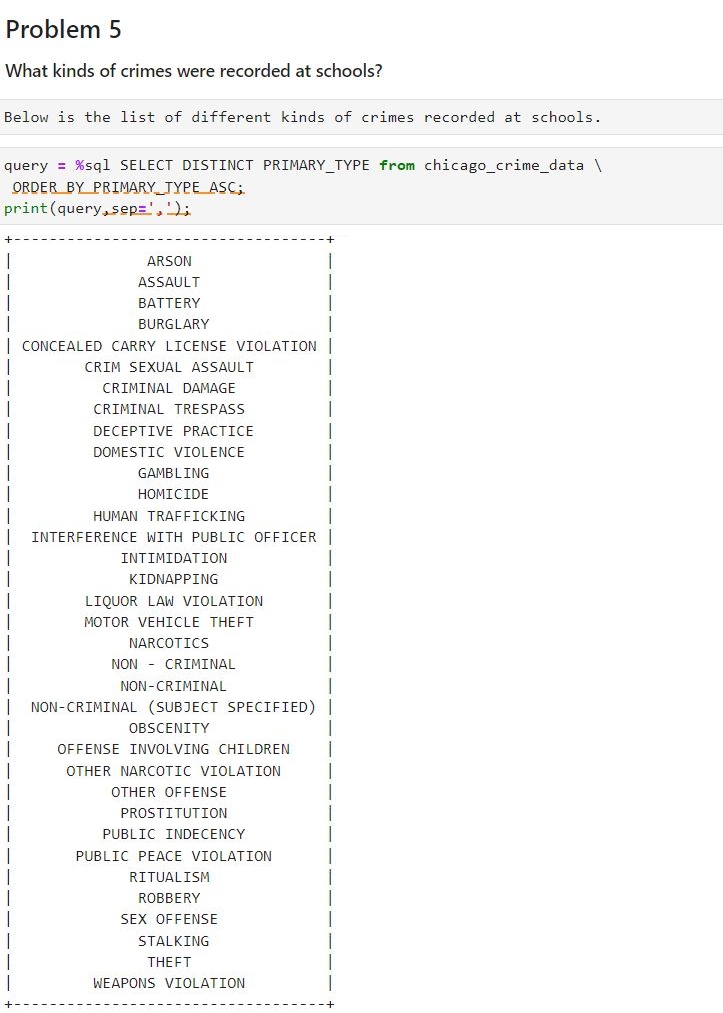 Problem 5
What kinds of crimes were recorded at schools?
Below is the list of different kinds of crimes recorded at schools.
query = %sql SELECT DISTINCT PRIMARY_TYPE from chicago_crime_data \
ORDER BY PRIMARY_TYPE ASC;
print(query,sep=',');
+-----------------------------------+
| ARSON |
| ASSAULT |
| BATTERY |
| BURGLARY |
| CONCEALED CARRY LICENSE VIOLATION |
| CRIM SEXUAL ASSAULT |
| CRIMINAL DAMAGE |
| CRIMINAL TRESPASS |
| DECEPTIVE PRACTICE |
| DOMESTIC VIOLENCE |
| GAMBLING |
| HOMICIDE |
| HUMAN TRAFFICKING |
| INTERFERENCE WITH PUBLIC OFFICER |
| INTIMIDATION |
| KIDNAPPING |
| LIQUOR LAW VIOLATION |
| MOTOR VEHICLE THEFT |
| NARCOTICS |
| NON - CRIMINAL |
| NON-CRIMINAL |
| NON-CRIMINAL (SUBJECT SPECIFIED) |
| OBSCENITY |
| OFFENSE INVOLVING CHILDREN |
| OTHER NARCOTIC VIOLATION |
| OTHER OFFENSE |
| PROSTITUTION |
| PUBLIC INDECENCY |
| PUBLIC PEACE VIOLATION |
| RITUALISM |
| ROBBERY |
| SEX OFFENSE |
| STALKING |
| THEFT |
| WEAPONS VIOLATION |
+-----------------------------------+